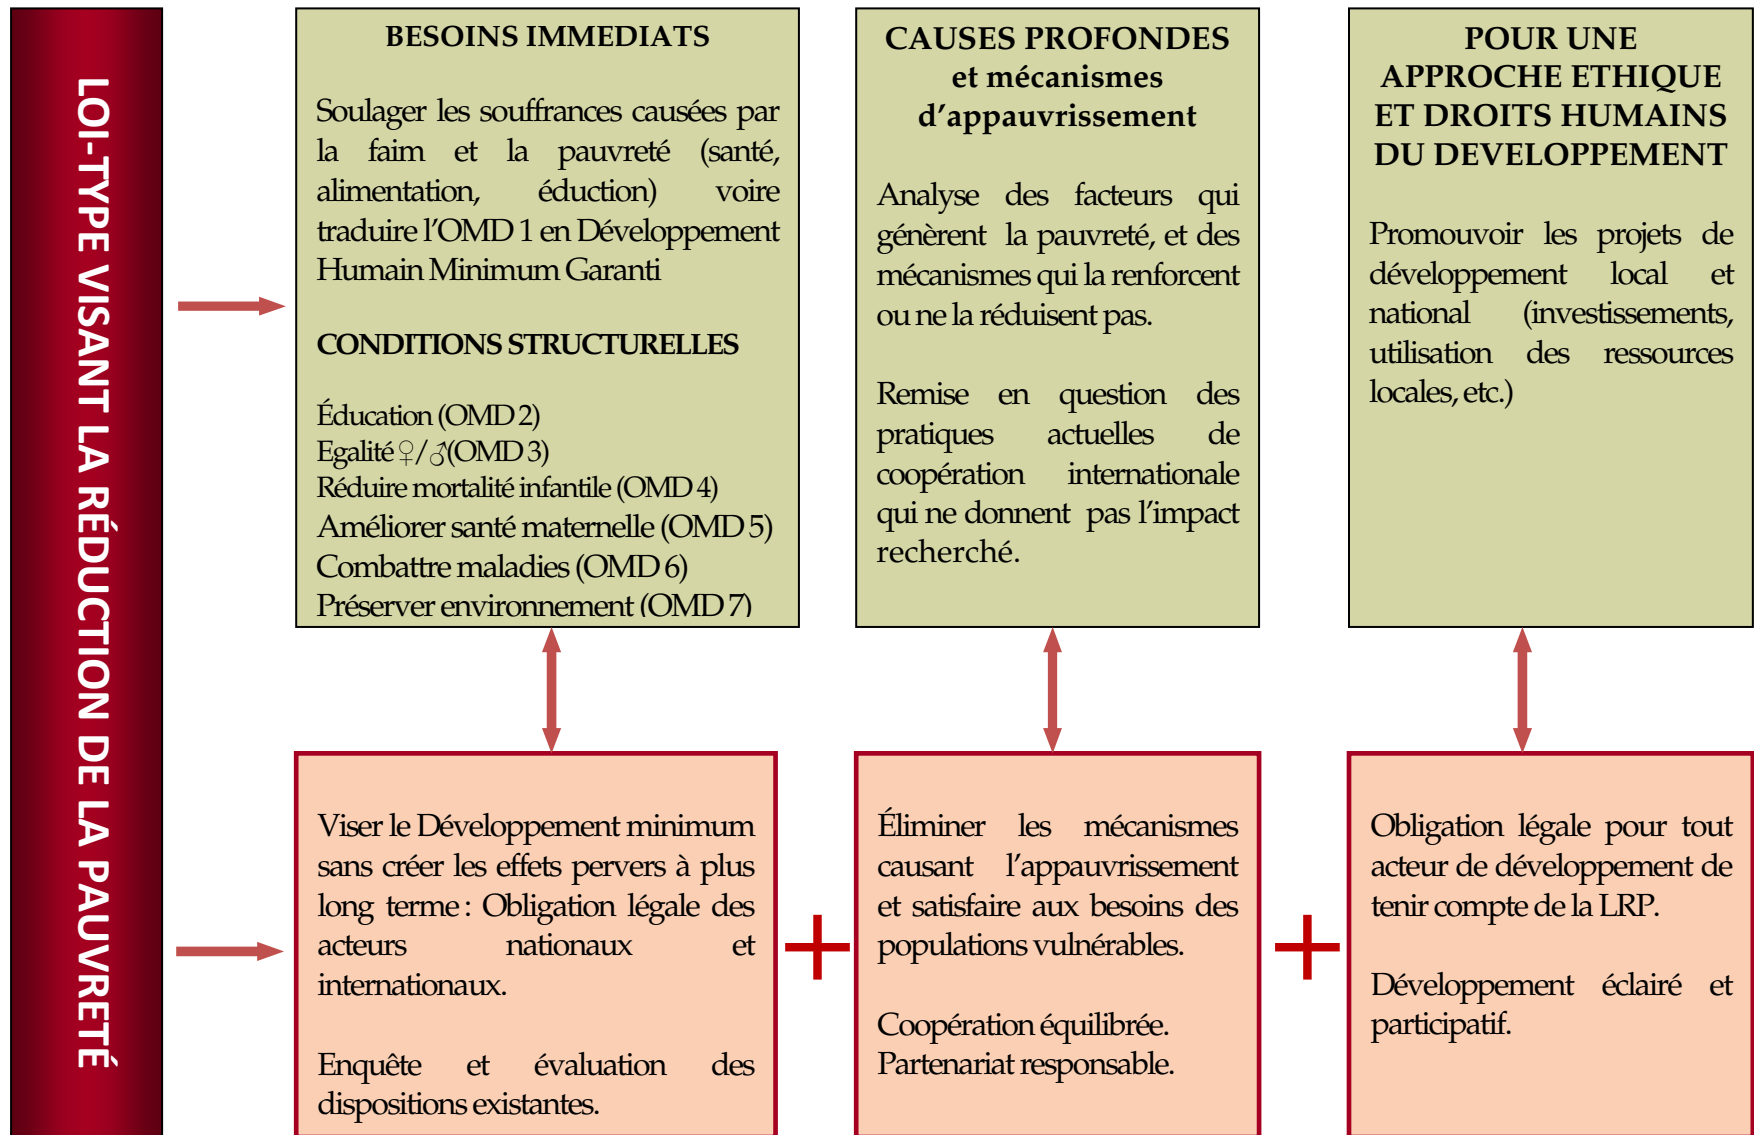 LOI-TYPE VISANT LA RÉDUCTION DE LA PAUVRETÉ
BESOINS IMMEDIATS
Soulager les souffrances causées par
la faim et la pauvreté (santé,
alimentation, éduction) voire
traduire l’OMD 1 en Développement
Humain Minimum Garanti
CONDITIONS STRUCTURELLES
Éducation (OMD 2)
Egalité ♀/♂(OMD 3)
Réduire mortalité infantile (OMD 4)
Améliorer santé maternelle (OMD 5)
Combattre maladies (OMD 6)
Préserver environnement (OMD 7)
CAUSES PROFONDES
et mécanismes
d’appauvrissement
Analyse des facteurs qui
génèrent la pauvreté, et des
mécanismes qui la renforcent
ou ne la réduisent pas.
Remise en question des
pratiques actuelles de
coopération internationale
qui ne donnent pas l’impact
recherché.
POUR UNE
APPROCHE ETHIQUE
ET DROITS HUMAINS
DU DEVELOPPEMENT
Promouvoir les projets de
développement local et
national (investissements,
utilisation des ressources
locales, etc.)
Viser le Développement minimum
sans créer les effets pervers à plus
long terme : Obligation légale des
acteurs nationaux et
internationaux.
Enquête et évaluation des
dispositions existantes.
+
Éliminer les mécanismes
causant l’appauvrissement
et satisfaire aux besoins des
populations vulnérables.
Coopération équilibrée.
Partenariat responsable.
+
Obligation légale pour tout
acteur de développement de
tenir compte de la LRP.
Développement éclairé et
participatif.